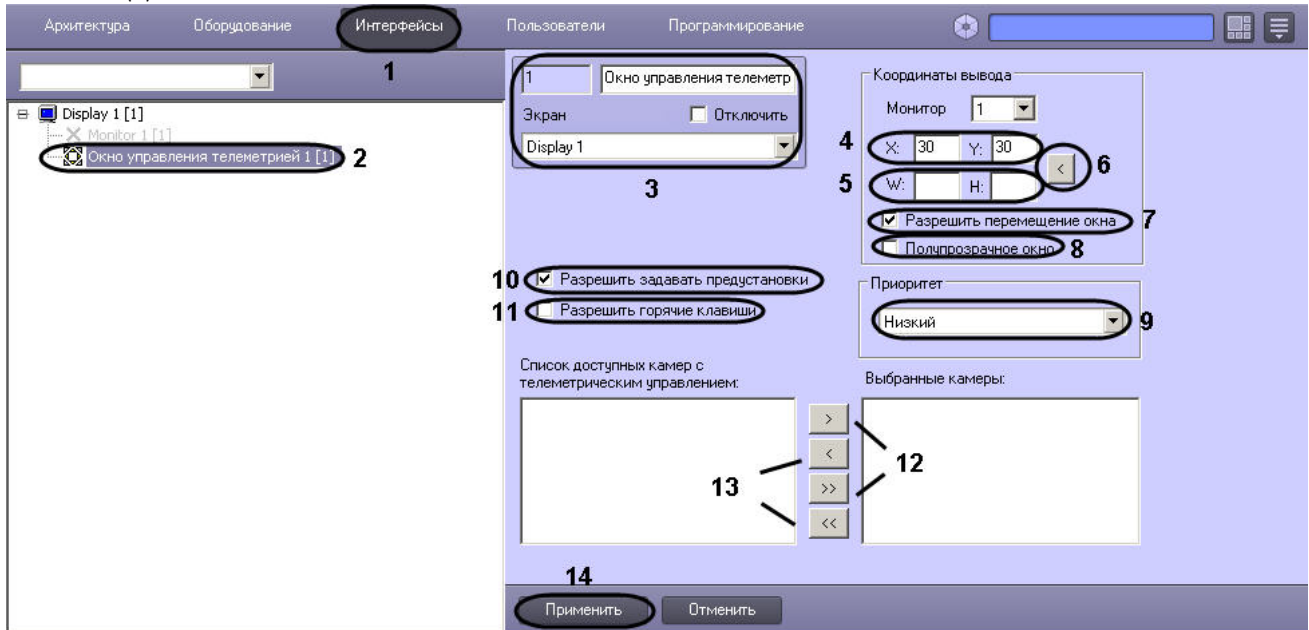 Архитектура Оборудование Интерфейсы Пользователи Программирование
1
Display 1 [1]
Monitor 1 [1]
Окно управления телеметрией 1 [1] 2
1 Окно управления телеметр
Экран Отключить
Display 1
3
Координаты вывода
Монитор 1
4 X: 30 Y: 30
5 W: H: < 6
Разрешить перемещение окна 7
Полупрозрачное окно 8
10 Разрешить задавать предустановки
11 Разрешить горячие клавиши
Приоритет
Низкий 9
Список доступных камер с
телеметрическим управлением:
Выбранные камеры:
>
<
>>
<<
12
13
14
Применить Отменить